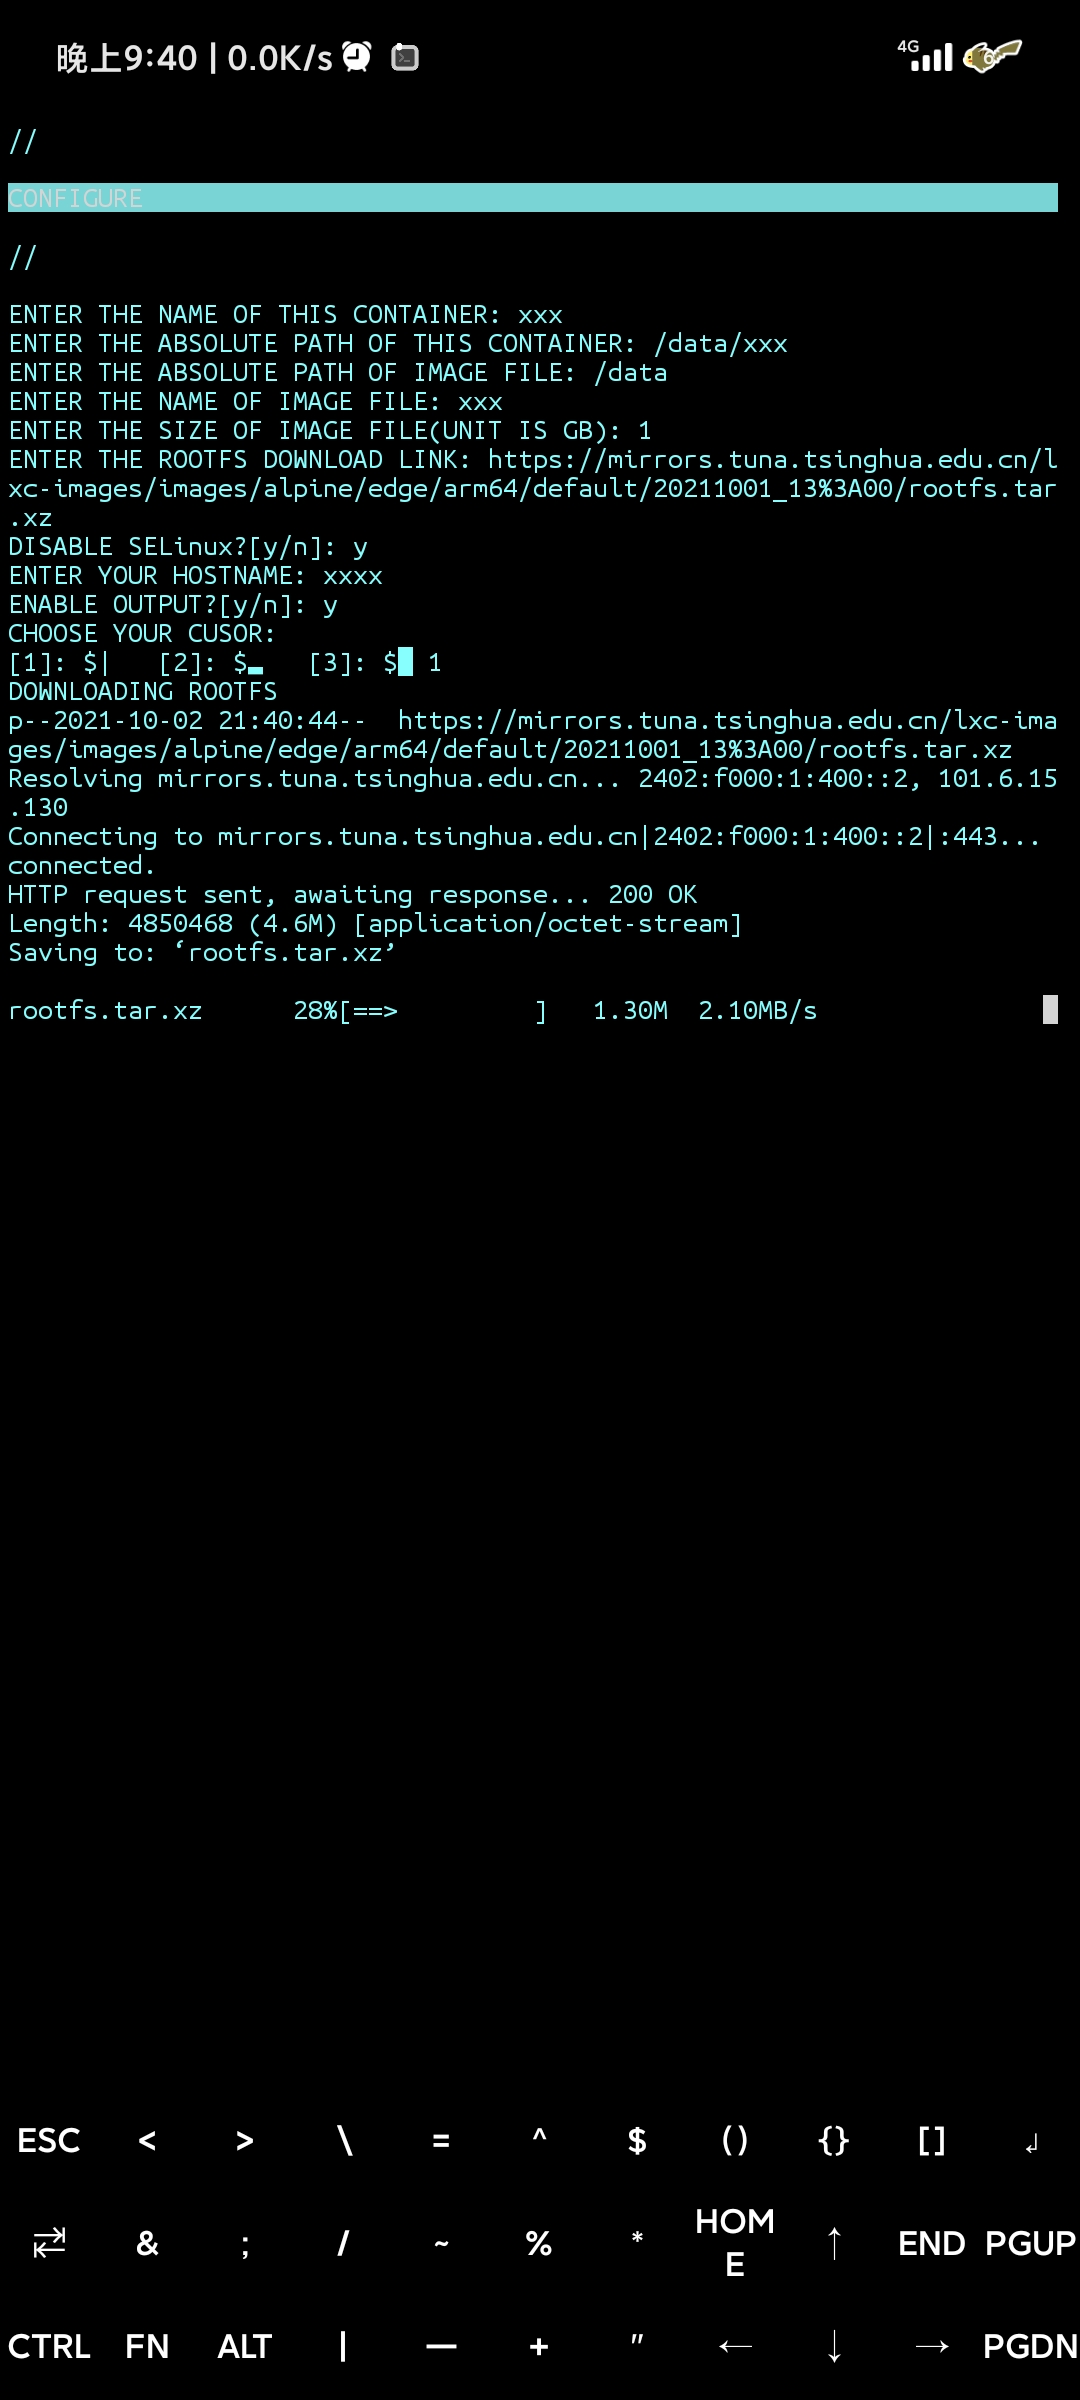 晚上9:40 | 0.0K/s
4G
6
//
CONFIGURE
//
ENTER THE NAME OF THIS CONTAINER: xxx
ENTER THE ABSOLUTE PATH OF THIS CONTAINER: /data/xxx
ENTER THE ABSOLUTE PATH OF IMAGE FILE: /data
ENTER THE NAME OF IMAGE FILE: xxx
ENTER THE SIZE OF IMAGE FILE(UNIT IS GB): 1
ENTER THE ROOTFS DOWNLOAD LINK: https://mirrors.tuna.tsinghua.edu.cn/l
xc-images/images/alpine/edge/arm64/default/20211001_13%3A00/rootfs.tar
.xz
DISABLE SELinux?[y/n]: y
ENTER YOUR HOSTNAME: xxxx
ENABLE OUTPUT?[y/n]: y
CHOOSE YOUR CUSOR:
[1]: $|   [2]: $▂   [3]: $█ 1
DOWNLOADING ROOTFS
p--2021-10-02 21:40:44--  https://mirrors.tuna.tsinghua.edu.cn/lxc-ima
ges/images/alpine/edge/arm64/default/20211001_13%3A00/rootfs.tar.xz
Resolving mirrors.tuna.tsinghua.edu.cn... 2402:f000:1:400::2, 101.6.15
.130
Connecting to mirrors.tuna.tsinghua.edu.cn|2402:f000:1:400::2|:443...
connected.
HTTP request sent, awaiting response... 200 OK
Length: 4850468 (4.6M) [application/octet-stream]
Saving to: ‘rootfs.tar.xz’
rootfs.tar.xz      28%[==>         ]   1.30M  2.10MB/s
ESC < > \ = ^ $ () {} [] ↲
⇄ & ; / ~ % * HOME ↑ END PGUP
CTRL FN ALT | — + " ← ↓ → PGDN